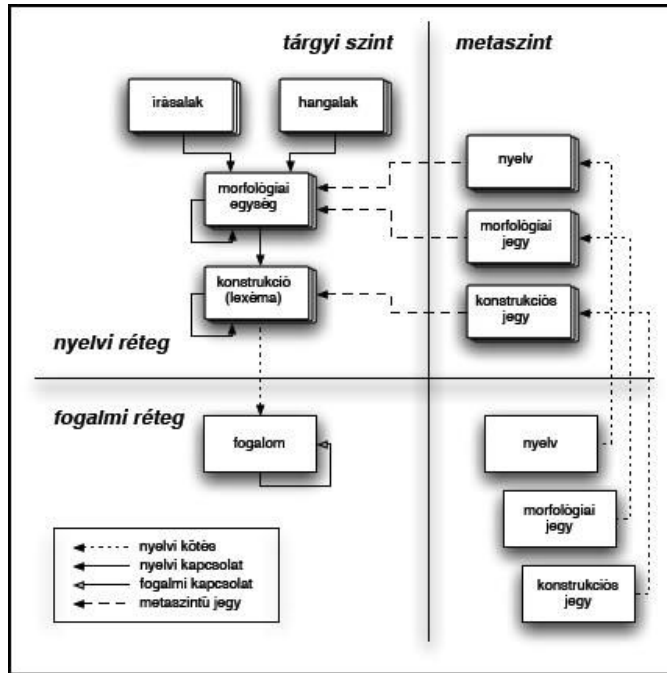 tárgyi szint
metaszint
írásalak
hangalak
nyelv
morfológiai
egység
morfológiai
jegy
konstrukció
(lexéma)
konstrukciós
jegy
nyelvi réteg
fogalmi réteg
fogalom
nyelv
morfológiai
jegy
konstrukciós
jegy
nyelvi kötés
nyelvi kapcsolat
fogalmi kapcsolat
metaszintű jegy